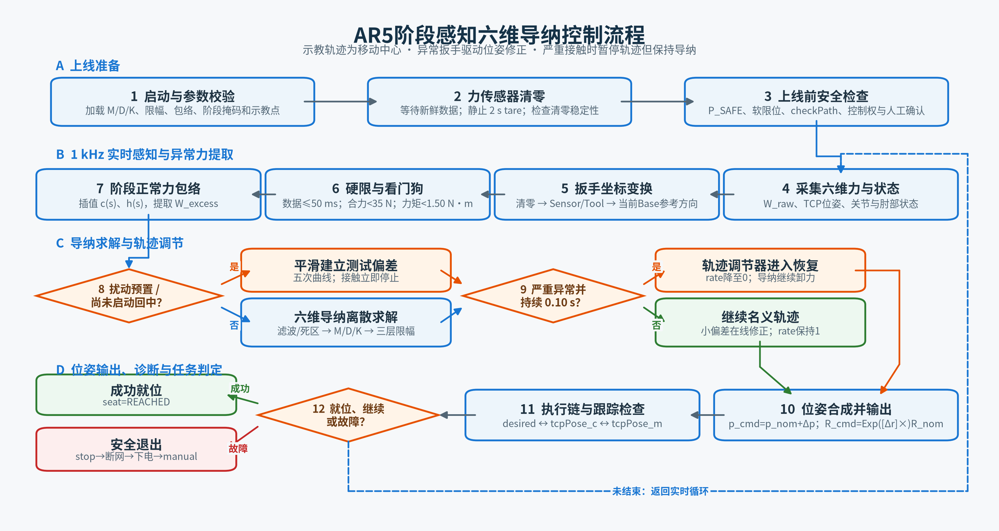 AR5阶段感知六维导纳控制流程
示教轨迹为移动中心 · 异常扳手驱动位姿修正 · 严重接触时暂停轨迹但保持导纳
A 上线准备
1 启动与参数校验
加载 M/D/K、限幅、包络、阶段掩码和示教点
2 力传感器清零
等待新鲜数据；静止 2 s tare；检查清零稳定性
3 上线前安全检查
P_SAFE、软限位、checkPath、控制权与人工确认
B 1 kHz 实时感知与异常力提取
7 阶段正常力包络
插值 c(s)、h(s)，提取 W_excess
6 硬限与看门狗
数据≤50 ms；合力<35 N；力矩<1.50 N·m
5 扳手坐标变换
清零 → Sensor/Tool → 当前Base参考方向
4 采集六维力与状态
W_raw、TCP位姿、关节与肘部状态
C 导纳求解与轨迹调节
8 扰动预置 /
尚未启动回中？
是
平滑建立测试偏差
五次曲线；接触立即停止
否
六维导纳离散求解
滤波/死区 → M/D/K → 三层限幅
9 严重异常并
持续 0.10 s？
是
轨迹调节器进入恢复
rate降至0；导纳继续卸力
否
继续名义轨迹
小偏差在线修正；rate保持1
D 位姿输出、诊断与任务判定
成功就位
seat=REACHED
成功
安全退出
stop→断网→下电→manual
故障
12 就位、继续
或故障？
11 执行链与跟踪检查
desired ↔ tcpPose_c ↔ tcpPose_m
10 位姿合成并输出
p_cmd=p_nom+Δp；R_cmd=Exp([Δr]×)R_nom
未结束：返回实时循环